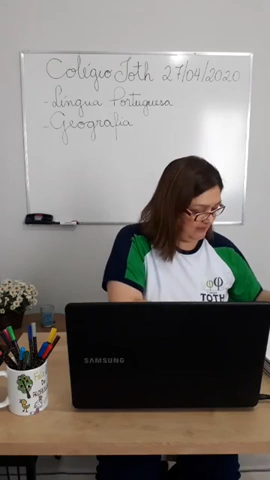 Colégio Toth 27/04/2020
- Língua Portuguesa
- Geografia
TOTH
SAMSUNG